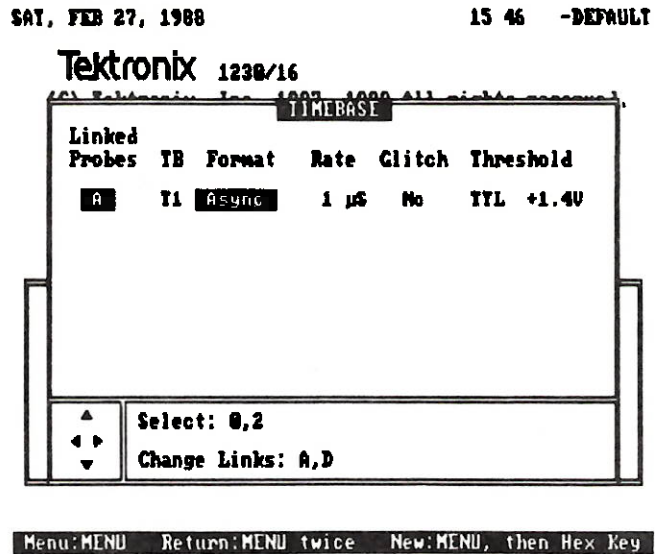 SAT, FEB 27, 1988 15 46 -DEFAULT
Tektronix 1230/16
TIMEBASE
Linked
Probes TB Format Rate Glitch Threshold
A T1 Async 1 µS No TTL +1.4V
Select: 0,2
Change Links: A,D
Menu:MENU Return:MENU twice New:MENU, then Hex Key